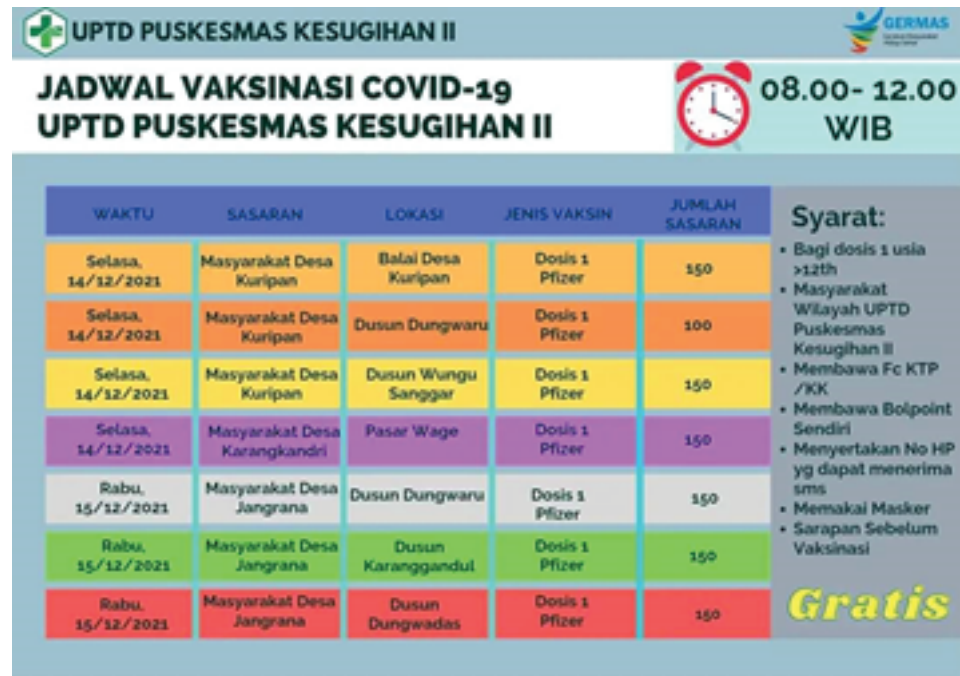 UPTD PUSKESMAS KESUGIHAN II
GERMAS
JADWAL VAKSINASI COVID-19
UPTD PUSKESMAS KESUGIHAN II
08.00- 12.00
WIB
WAKTU
SASARAN
LOKASI
JENIS VAKSIN
JUMLAH
SASARAN
Selasa,
14/12/2021
Masyarakat Desa
Kuripan
Balai Desa
Kuripan
Dosis 1
Pfizer
150
Selasa,
14/12/2021
Masyarakat Desa
Kuripan
Dusun Dungwaru
Dosis 1
Pfizer
100
Selasa,
14/12/2021
Masyarakat Desa
Kuripan
Dusun Wungu
Sanggar
Dosis 1
Pfizer
150
Selasa,
14/12/2021
Masyarakat Desa
Karangkandri
Pasar Wage
Dosis 1
Pfizer
150
Rabu,
15/12/2021
Masyarakat Desa
Jangrana
Dusun Dungwaru
Dosis 1
Pfizer
150
Rabu,
15/12/2021
Masyarakat Desa
Jangrana
Dusun
Karanggandul
Dosis 1
Pfizer
150
Rabu,
15/12/2021
Masyarakat Desa
Jangrana
Dusun
Dungwadas
Dosis 1
Pfizer
150
Syarat:
• Bagi dosis 1 usia
>12th
• Masyarakat
Wilayah UPTD
Puskesmas
Kesugihan II
• Membawa Fc KTP
/KK
• Membawa Bolpoint
Sendiri
• Menyertakan No HP
yg dapat menerima
sms
• Memakai Masker
• Sarapan Sebelum
Vaksinasi
Gratis